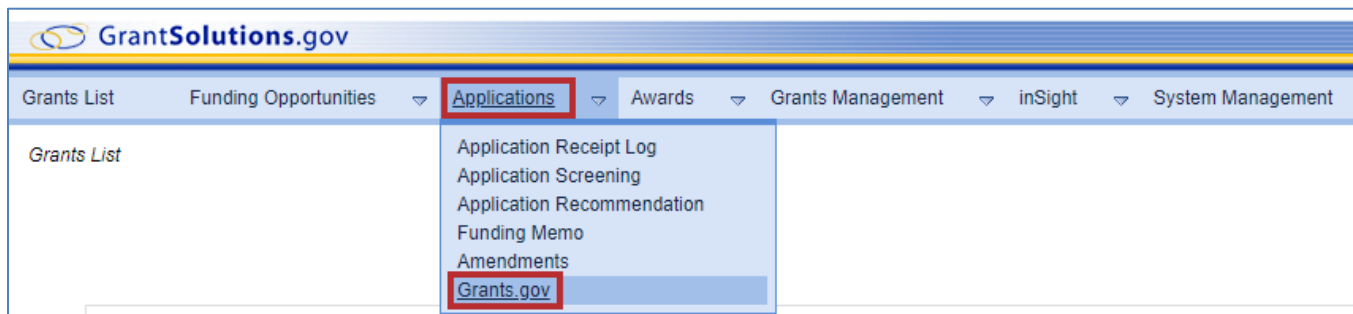 GrantSolutions.gov
Grants List Funding Opportunities Applications Awards Grants Management inSight System Management
Grants List
Application Receipt Log
Application Screening
Application Recommendation
Funding Memo
Amendments
Grants.gov